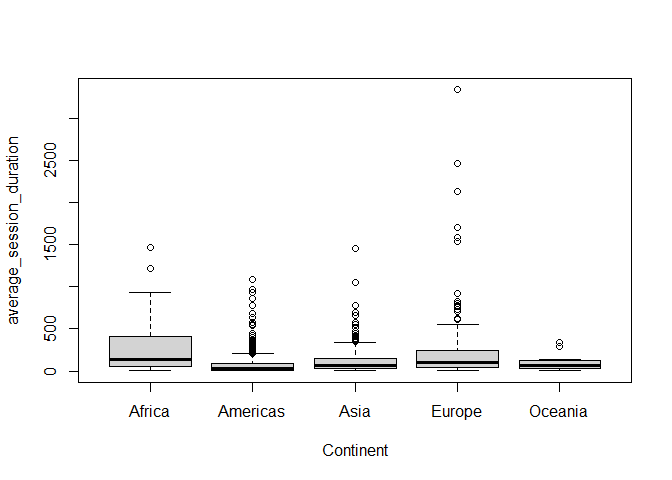 average_session_duration
2500
1500
500
0
Africa Americas Asia Europe Oceania
Continent